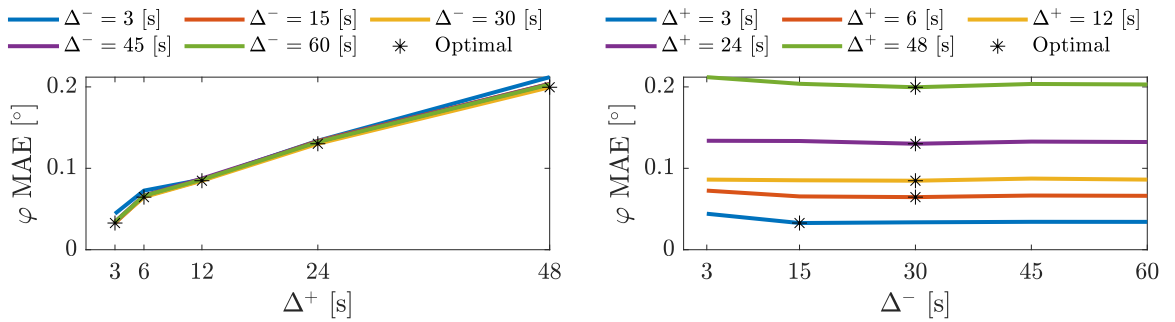 Δ⁻ = 3 [s] Δ⁻ = 15 [s] Δ⁻ = 30 [s]
Δ⁻ = 45 [s] Δ⁻ = 60 [s] Optimal
φ MAE [°]
0.2
0.1
0
3 6 12 24 48
Δ⁺ [s]
Δ⁺ = 3 [s] Δ⁺ = 6 [s] Δ⁺ = 12 [s]
Δ⁺ = 24 [s] Δ⁺ = 48 [s] Optimal
φ MAE [°]
0.2
0.1
0
3 15 30 45 60
Δ⁻ [s]